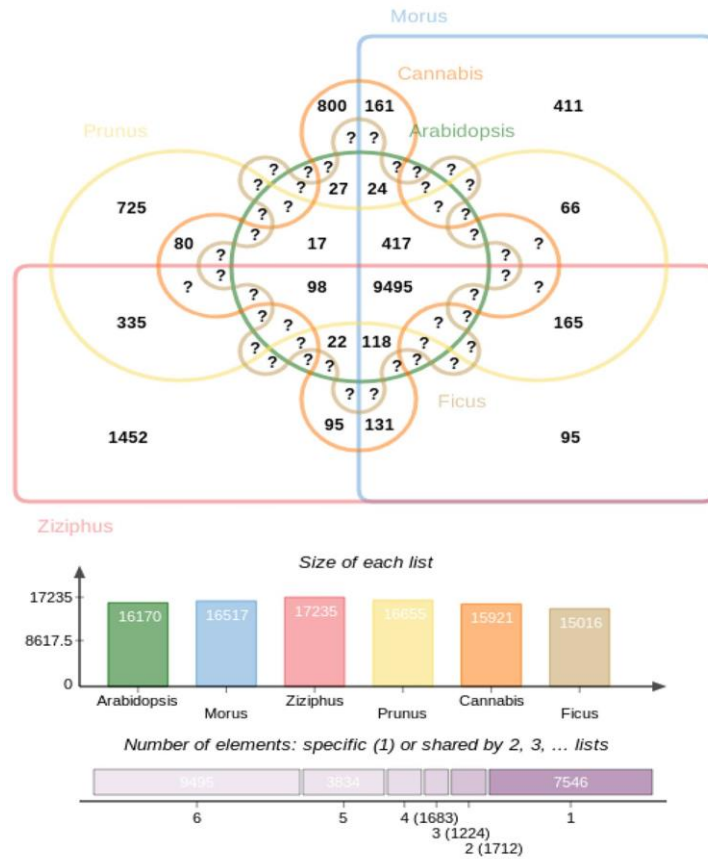 Morus
Cannabis
800 161 411
? ? Arabidopsis
Prunus
? ? ? ? ? ?
? ? 27 24 ? ?
725 ? ? 66
? ?
80 ? 17 417 ? ?
? ?
? ? 98 9495 ? ?
? ?
335 ? ? 165
? ? 22 118 ? ?
? ? ? ? ? ?
? ? Ficus
95 131
1452 95
Ziziphus
Size of each list
17235
8617.5
0
16170 16517 17235 16655 15921 15016
Arabidopsis Morus Ziziphus Prunus Cannabis Ficus
Number of elements: specific (1) or shared by 2, 3, ... lists
9495 3834 7546
6 5 4 (1683) 1
3 (1224)
2 (1712)